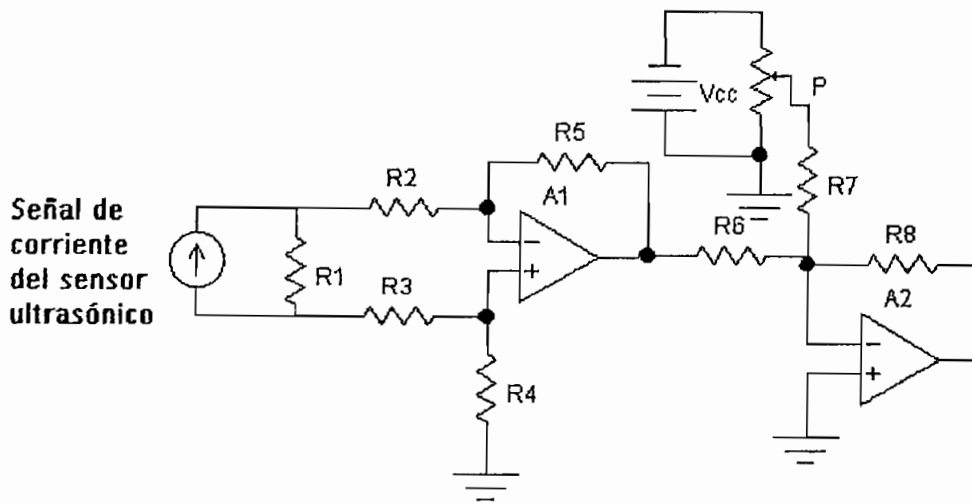 Vcc
P
R5
A1
R7
R2
Señal de
corriente
del sensor
ultrasónico
R1
R3
R6
R8
A2
R4